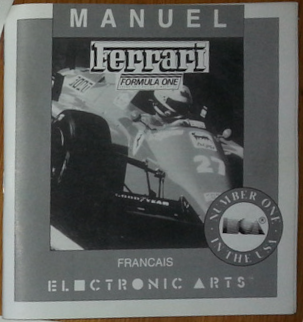 MANUEL
Ferrari
FORMULA ONE
27
GOODYEAR
NUMBER ONE
IN THE USA
FRANCAIS
ELECTRONIC ARTS